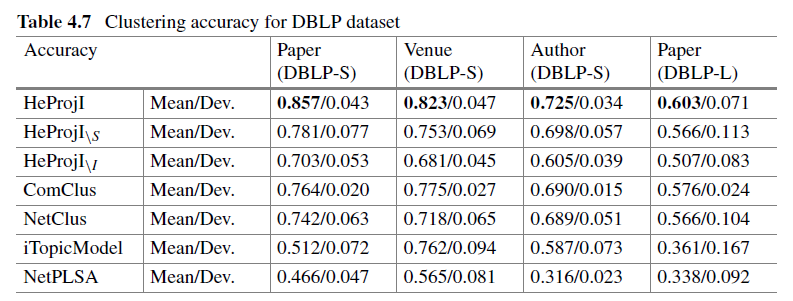 Table 4.7 Clustering accuracy for DBLP dataset
Accuracy Paper (DBLP-S) Venue (DBLP-S) Author (DBLP-S) Paper (DBLP-L)
HeProjI Mean/Dev. 0.857/0.043 0.823/0.047 0.725/0.034 0.603/0.071
HeProjI\S Mean/Dev. 0.781/0.077 0.753/0.069 0.698/0.057 0.566/0.113
HeProjI\I Mean/Dev. 0.703/0.053 0.681/0.045 0.605/0.039 0.507/0.083
ComClus Mean/Dev. 0.764/0.020 0.775/0.027 0.690/0.015 0.576/0.024
NetClus Mean/Dev. 0.742/0.063 0.718/0.065 0.689/0.051 0.566/0.104
iTopicModel Mean/Dev. 0.512/0.072 0.762/0.094 0.587/0.073 0.361/0.167
NetPLSA Mean/Dev. 0.466/0.047 0.565/0.081 0.316/0.023 0.338/0.092